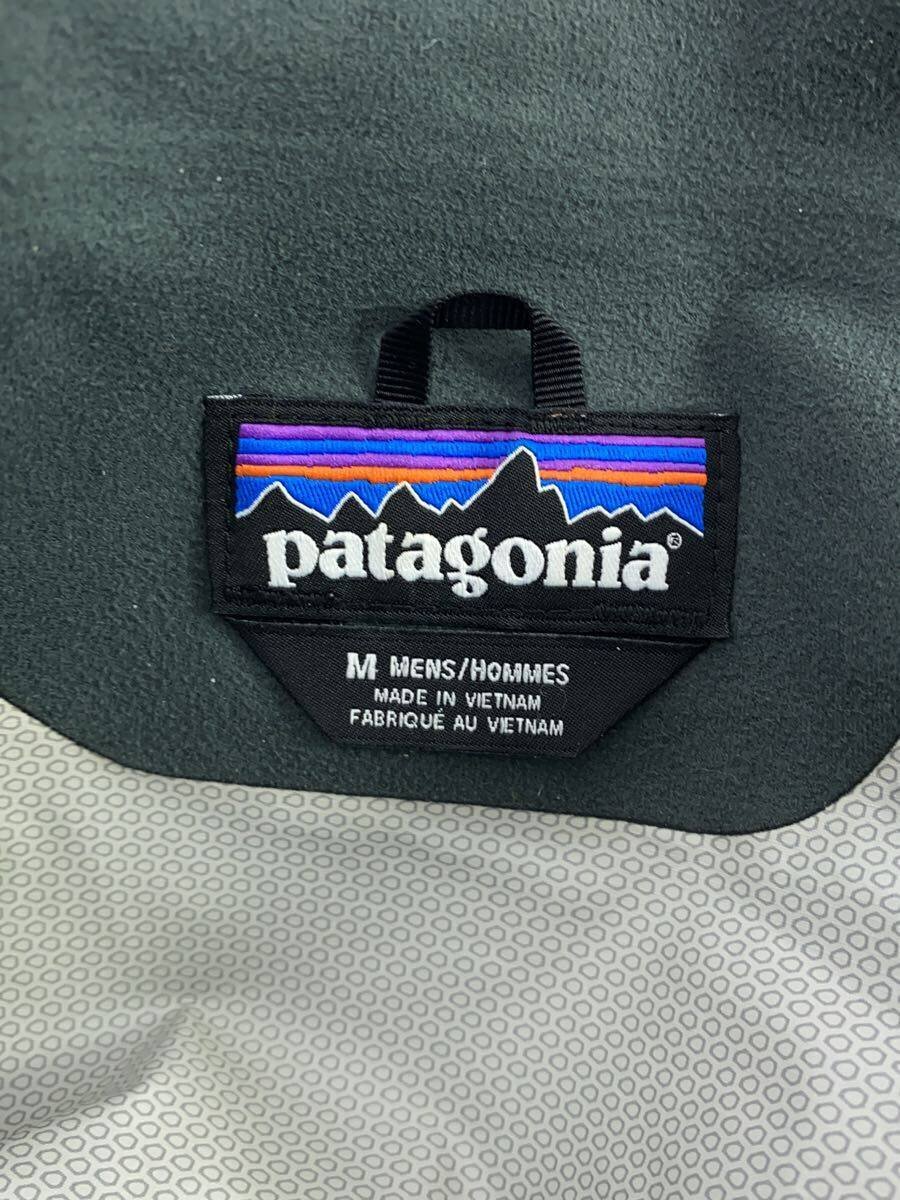 patagonia®
M MENS/HOMMES
MADE IN VIETNAM
FABRIQUÉ AU VIETNAM